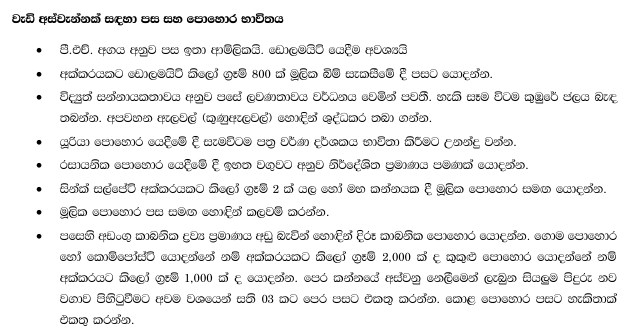 වැඩි අස්වැන්නක් සඳහා පස සහ පොහොර භාවිතය
• පී.එච්. අගය අනුව පස ඉතා ආම්ලිකයි. ඩොලමයිට් යෙදීම අවශ්‍යයි
• අක්කරයකට ඩොලමයිට් කිලෝ ග්‍රෑම් 800 ක් මූලික බිම් සැකසීමේ දී පසට යොදන්න.
• විද්‍යුත් සන්නායකතාවය අනුව පසේ ලවණතාවය වර්ධනය වෙමින් පවතී. හැකි සෑම විටම කුඹුරේ ජලය බැඳ
තබන්න. අපවහන ඇලවල් (කුණුඇලවල්) හොඳින් ශුද්ධකර තබා ගන්න.
• යූරියා පොහොර යෙදීමේ දී සැමවිටම පත්‍ර වර්ණ දර්ශකය භාවිතා කිරීමට උනන්දු වන්න.
• රසායනික පොහොර යෙදීමේ දී ඉහත වගුවට අනුව නිර්දේශිත ප්‍රමාණය පමණක් යොදන්න.
• සින්ක් සල්පේට් අක්කරයකට කිලෝ ග්‍රෑම් 2 ක් යල හෝ මහ කන්නයක දී මූලික පොහොර සමඟ යොදන්න.
• මූලික පොහොර පස සමඟ හොඳින් කලවම් කරන්න.
• පසෙහි අඩංගු කාබනික ද්‍රව්‍ය ප්‍රමාණය අඩු බැවින් හොඳින් දිරූ කාබනික පොහොර යොදන්න. ගොම පොහොර
හෝ කොම්පෝස්ට් යොදන්නේ නම් අක්කරයකට කිලෝ ග්‍රෑම් 2,000 ක් ද කුකුළු පොහොර යොදන්නේ නම්
අක්කරයට කිලෝ ග්‍රෑම් 1,000 ක් ද යොදන්න. පෙර කන්නයේ අස්වනු නෙලීමෙන් ලැබුන සියලුම පිදුරු නව
වගාව පිහිටුවීමට අවම වශයෙන් සති 03 කට පෙර පසට එකතු කරන්න. කොළ පොහොර පසට හැකිතාක්
එකතු කරන්න.